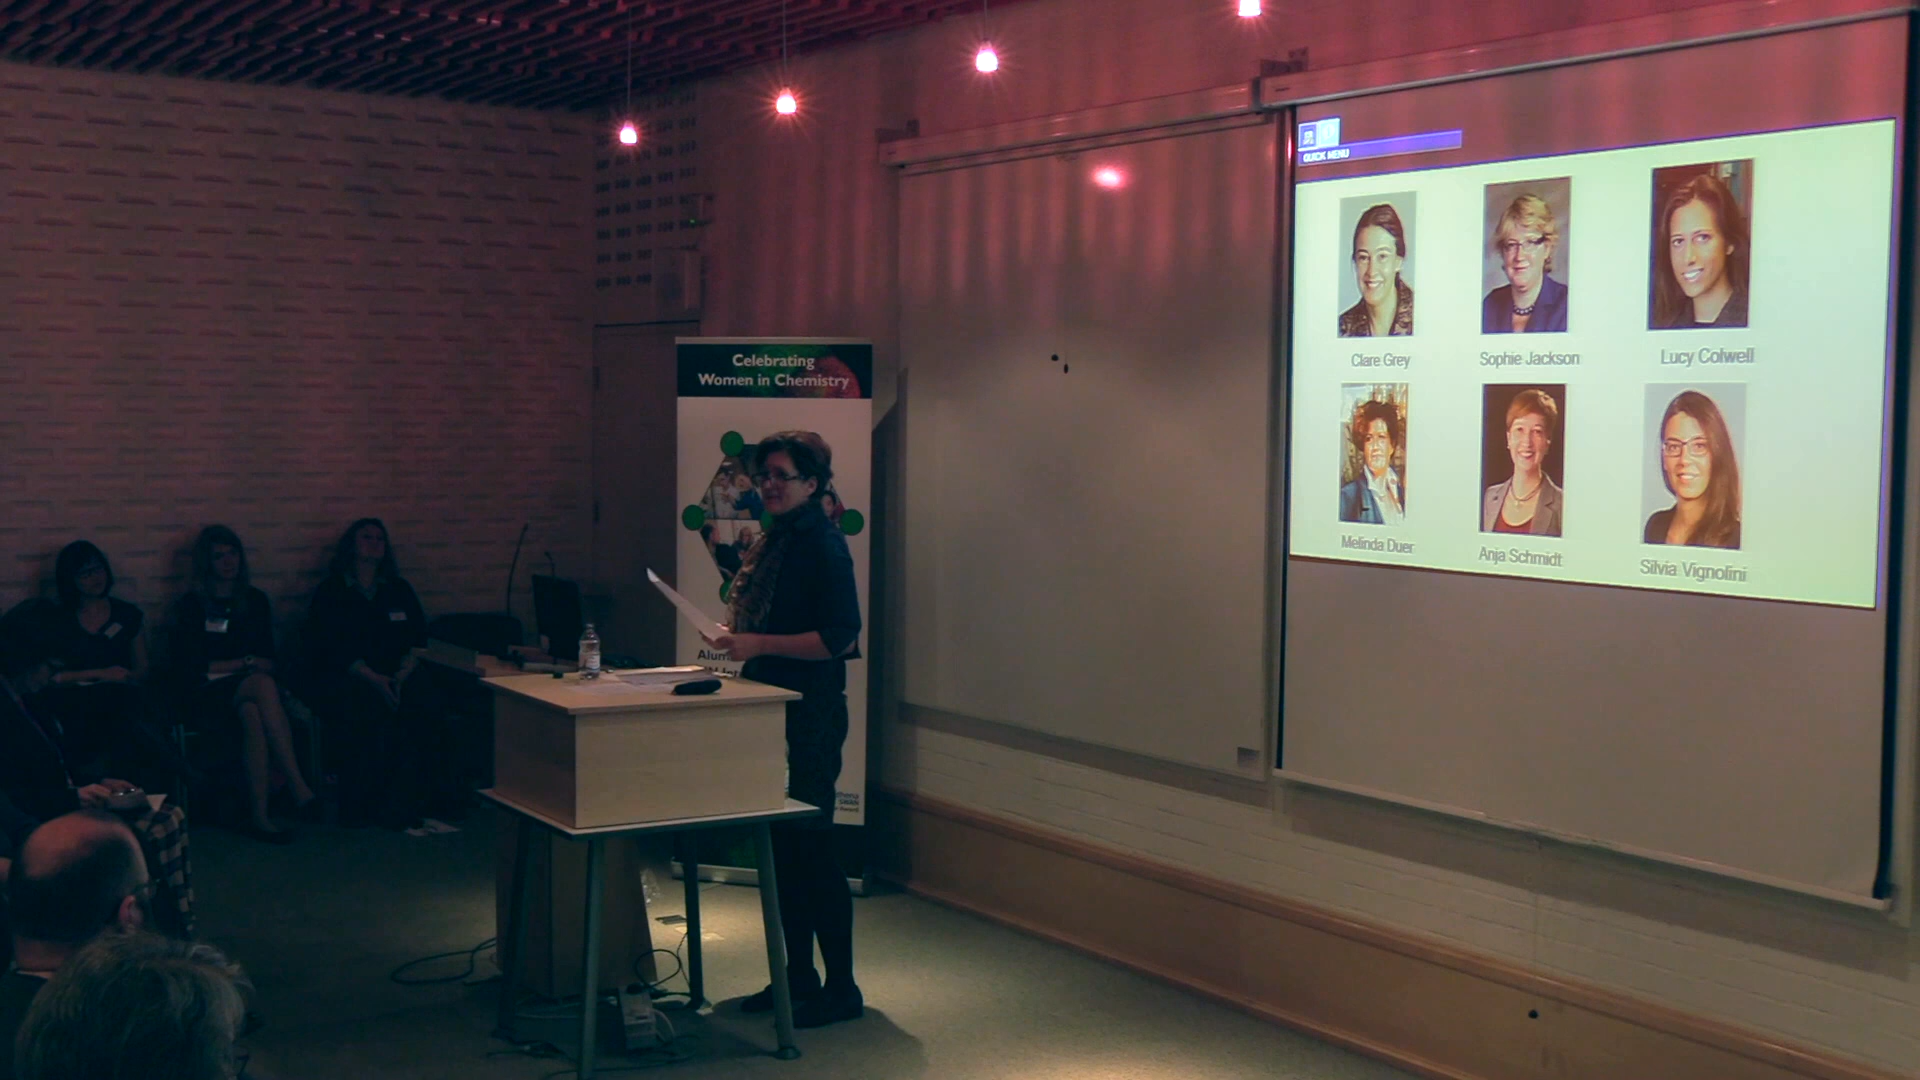 Celebrating
Women in Chemistry
QUICK MENU
Clare Grey
Sophie Jackson
Lucy Colwell
Melinda Duer
Anja Schmidt
Silvia Vignolini